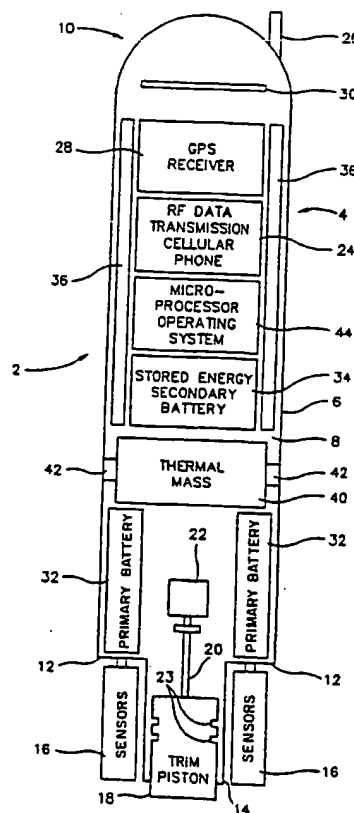 10
26
30
28
GPS
RECEIVER
36
4
RF DATA
TRANSMISSION
CELLULAR
PHONE
24
36
MICRO-
PROCESSOR
OPERATING
SYSTEM
44
2
STORED ENERGY
SECONDARY
BATTERY
34
6
8
42
THERMAL
MASS
42
40
22
32
PRIMARY BATTERY
PRIMARY BATTERY
32
20
12
23
12
16
SENSORS
TRIM
PISTON
SENSORS
16
18
14